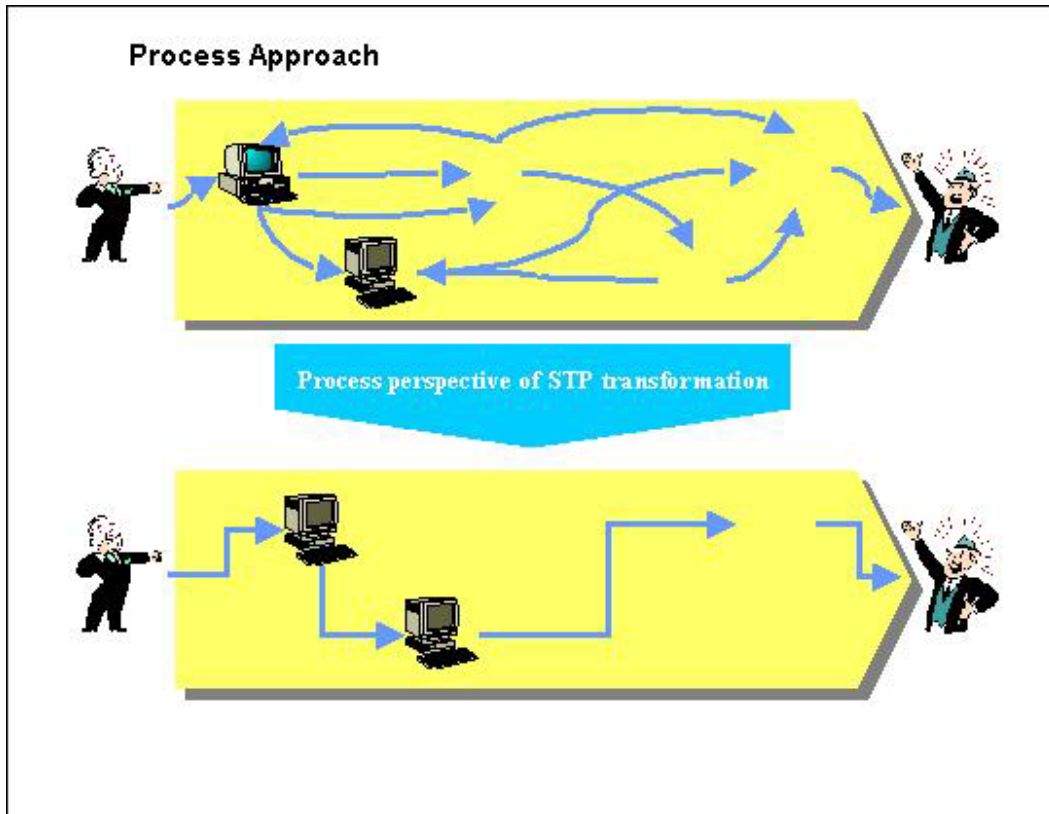 Process Approach
Process perspective of STP transformation